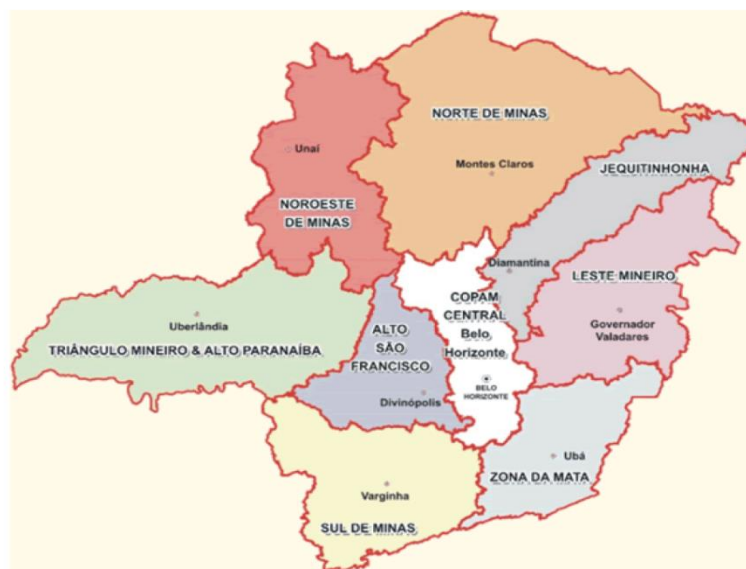 NORTE DE MINAS
Montes Claros
Unaí
NOROESTE
DE MINAS
JEQUITINHONHA
Diamantina
LESTE MINEIRO
Governador
Valadares
COPAM
CENTRAL
Belo
Horizonte
BELO
HORIZONTE
Uberlândia
TRIÂNGULO MINEIRO & ALTO PARANAÍBA
ALTO
SÃO
FRANCISCO
Divinópolis
Ubá
ZONA DA MATA
Varginha
SUL DE MINAS